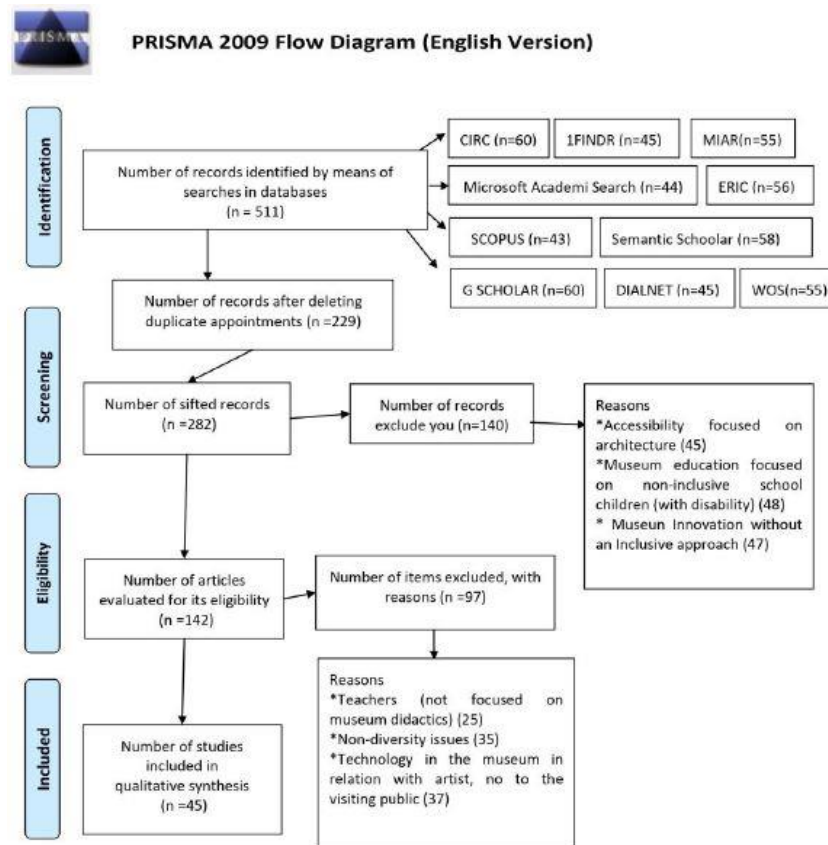 PRISMA
PRISMA 2009 Flow Diagram (English Version)
Identification
Number of records identified by means of
searches in databases
(n = 511)
CIRC (n=60)
1FINDR (n=45)
MIAR(n=55)
Microsoft Academi Search (n=44)
ERIC (n=56)
SCOPUS (n=43)
Semantic Schoolar (n=58)
G SCHOLAR (n=60)
DIALNET (n=45)
WOS(n=55)
Number of records after deleting
duplicate appointments (n =229)
Screening
Number of sifted records
(n =282)
Number of records
exclude you (n=140)
Reasons
*Accessibility focused on
architecture (45)
*Museum education focused
on non-inclusive school
children (with disability) (48)
* Museun Innovation without
an Inclusive approach (47)
Eligibility
Number of articles
evaluated for its eligibility
(n =142)
Number of items excluded, with
reasons (n =97)
Reasons
*Teachers (not focused on
museum didactics) (25)
*Non-diversity issues (35)
*Technology in the museum in
relation with artist, no to the
visiting public (37)
Included
Number of studies
included in
qualitative synthesis
(n =45)